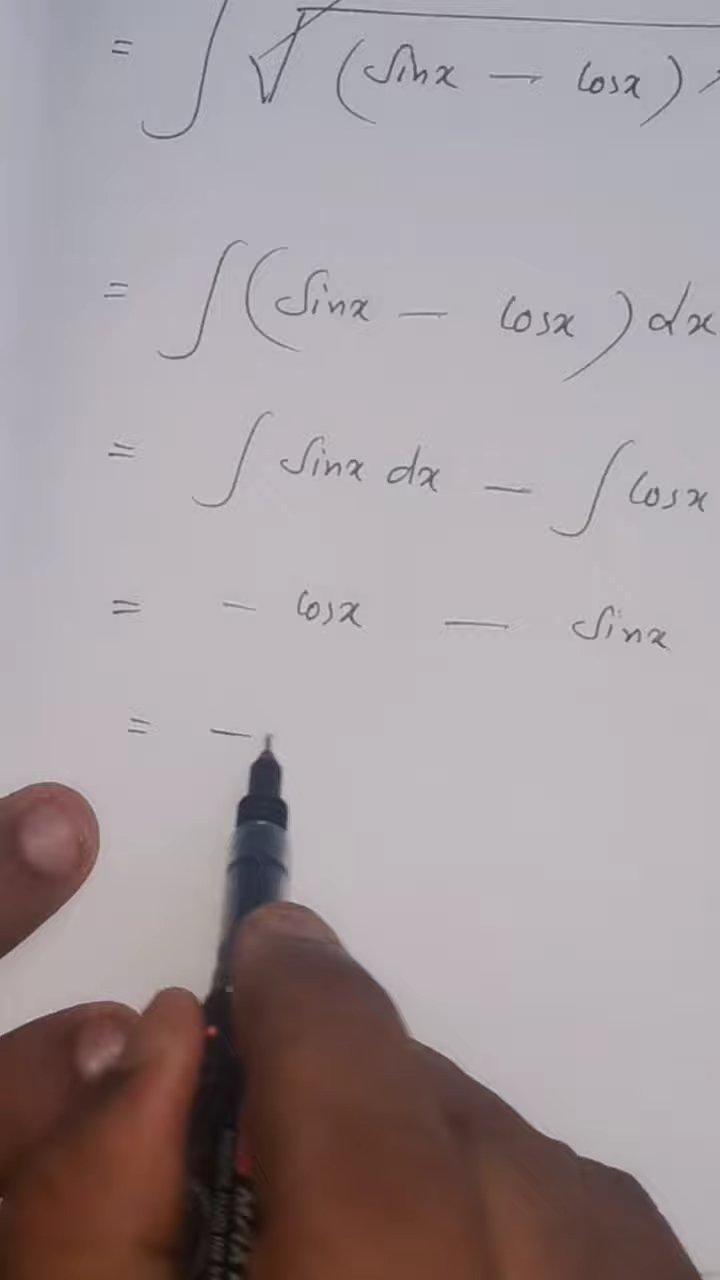 = ∫ √(sinx — cosx)
= ∫ (sinx — cosx) dx
= ∫ sinx dx — ∫ cosx
= - cosx — sinx
= —